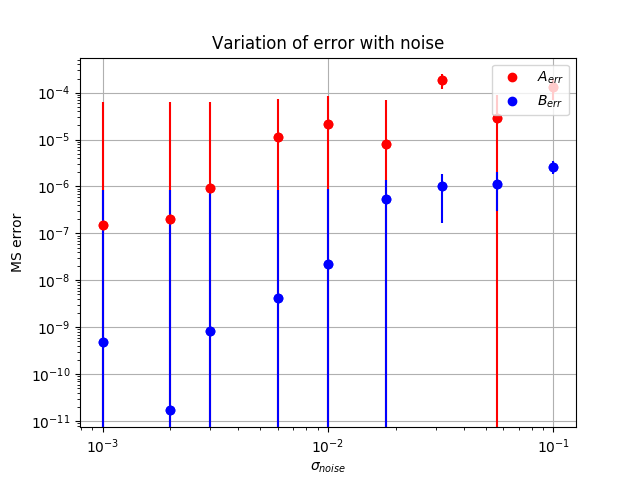 Variation of error with noise
A_err
B_err
MS error
10^-4
10^-5
10^-6
10^-7
10^-8
10^-9
10^-10
10^-11
10^-3
10^-2
10^-1
σ_noise